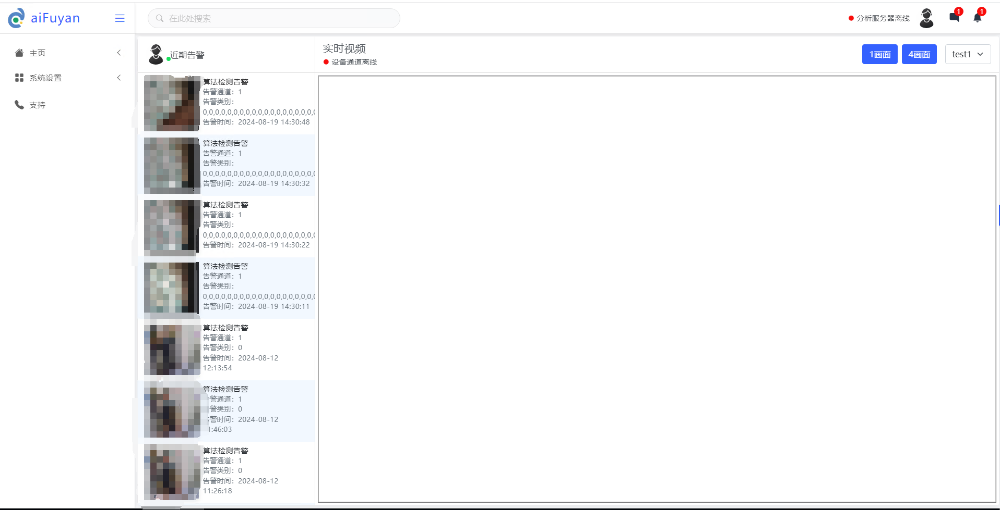 aiFuyan
在此处搜索
分析服务器离线
1
1
主页
系统设置
支持
近期告警
算法检测告警
告警通道：1
告警类别：
0,0,0,0,0,0,0,0,0,0,0,0,0,0,0,0,0,0,0
告警时间：2024-08-19 14:30:48
算法检测告警
告警通道：1
告警类别：
0,0,0,0,0,0,0,0,0,0,0,0,0,0,0,0,0,0,0
告警时间：2024-08-19 14:30:32
算法检测告警
告警通道：1
告警类别：
0,0,0,0,0,0,0,0,0,0,0,0,0,0,0,0,0,0,0
告警时间：2024-08-19 14:30:22
算法检测告警
告警通道：1
告警类别：
0,0,0,0,0,0,0,0,0,0,0,0,0,0,0,0,0,0,0
告警时间：2024-08-19 14:30:11
算法检测告警
告警通道：1
告警类别：0
告警时间：2024-08-12
12:13:54
算法检测告警
警通道：1
警类别：0
警时间：2024-08-12
1:46:03
算法检测告警
告警通道：1
告警类别：0
告警时间：2024-08-12
11:26:18
实时视频
设备通道离线
1画面
4画面
test1